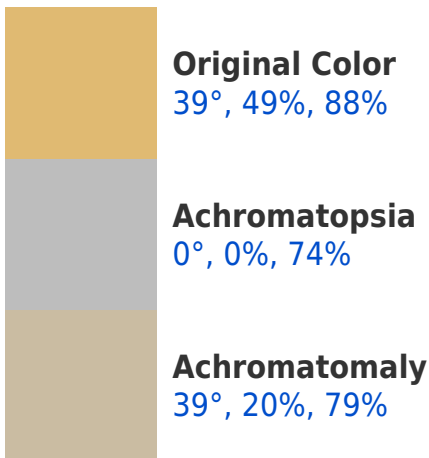 Original Color
39°, 49%, 88%
Achromatopsia
0°, 0%, 74%
Achromatomaly
39°, 20%, 79%